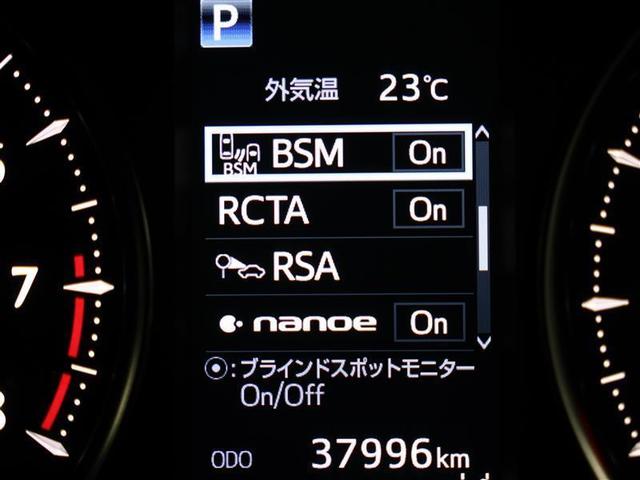 P
外気温 23℃
BSM BSM On
RCTA On
RSA
nanoe On
:ブラインドスポットモニター
On/Off
ODO 37996km
7